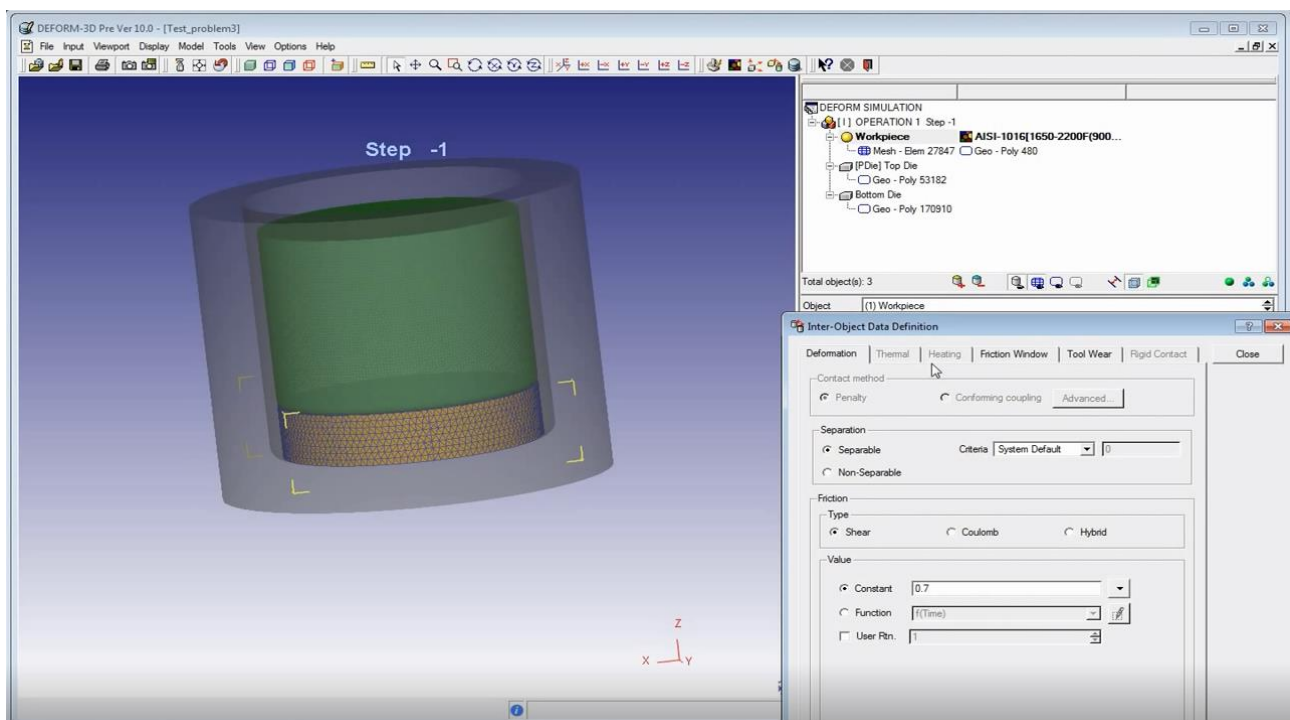 DEFORM-3D Pre Ver 10.0 - [Test_problem3]
File Input Viewport Display Model Tools View Options Help
Step -1
DEFORM SIMULATION
[1] OPERATION 1 Step -1
Workpiece AISI-1016[1650-2200F(900...
Mesh - Elem 27847 Geo - Poly 480
[PDie] Top Die
Geo - Poly 53182
Bottom Die
Geo - Poly 170910
Total object(s): 3
Object (1) Workpiece
Inter-Object Data Definition
Deformation Thermal Heating Friction Window Tool Wear Rigid Contact Close
Contact method
Penalty Conforming coupling Advanced...
Separation
Separable Criteria System Default 0
Non-Separable
Friction
Type
Shear Coulomb Hybrid
Value
Constant 0.7
Function f(Time)
User Rtn. 1
Z
X Y